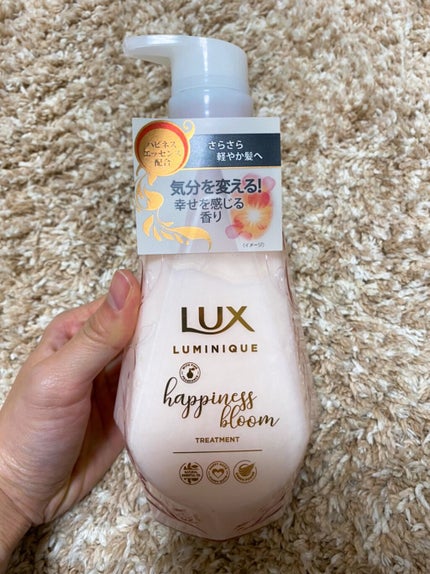 ハピネス
エッセンス
配合
さらさら
軽やか髪へ
気分を変える!
幸せを感じる
香り
(イメージ)
LUX
LUMINIQUE
happiness
bloom
TREATMENT